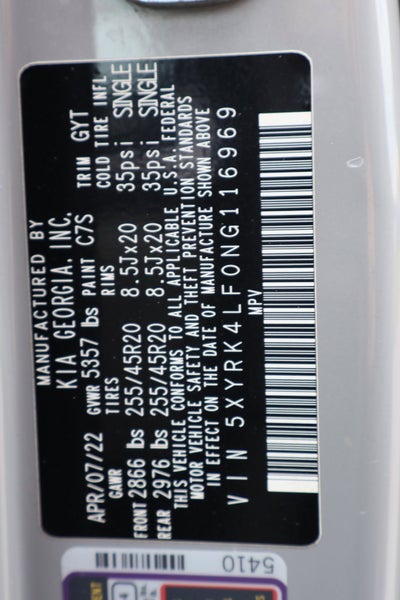 MANUFACTURED BY
KIA GEORGIA, INC.
APR/07/22 GVWR 5357 lbs PAINT C7S TRIM GYT
GAWR TIRES RIMS COLD TIRE INFL
FRONT 2866 lbs 255/45R20 8.5Jx20 35psi SINGLE
REAR 2976 lbs 255/45R20 8.5Jx20 35psi SINGLE
THIS VEHICLE CONFORMS TO ALL APPLICABLE U.S.A. FEDERAL
MOTOR VEHICLE SAFETY AND THEFT PREVENTION STANDARDS
IN EFFECT ON THE DATE OF MANUFACTURE SHOWN ABOVE
VIN 5XYRK4LF0NG116969
MPV
5410